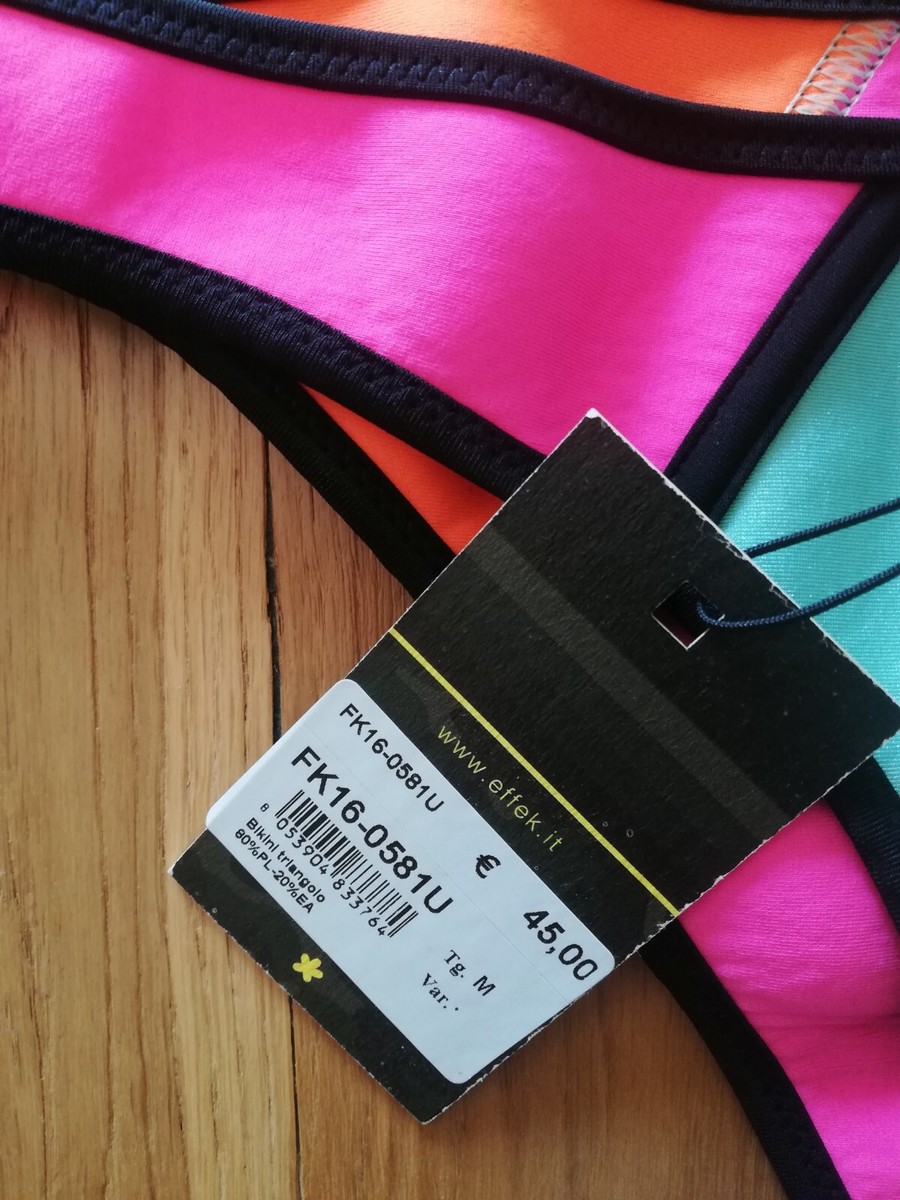 www.effek.it
FK16-0581U
€ 45,00
FK16-0581U
8 053904 833764
Bikini triangolo
80%PL-20%EA
Tg. M
Var. .